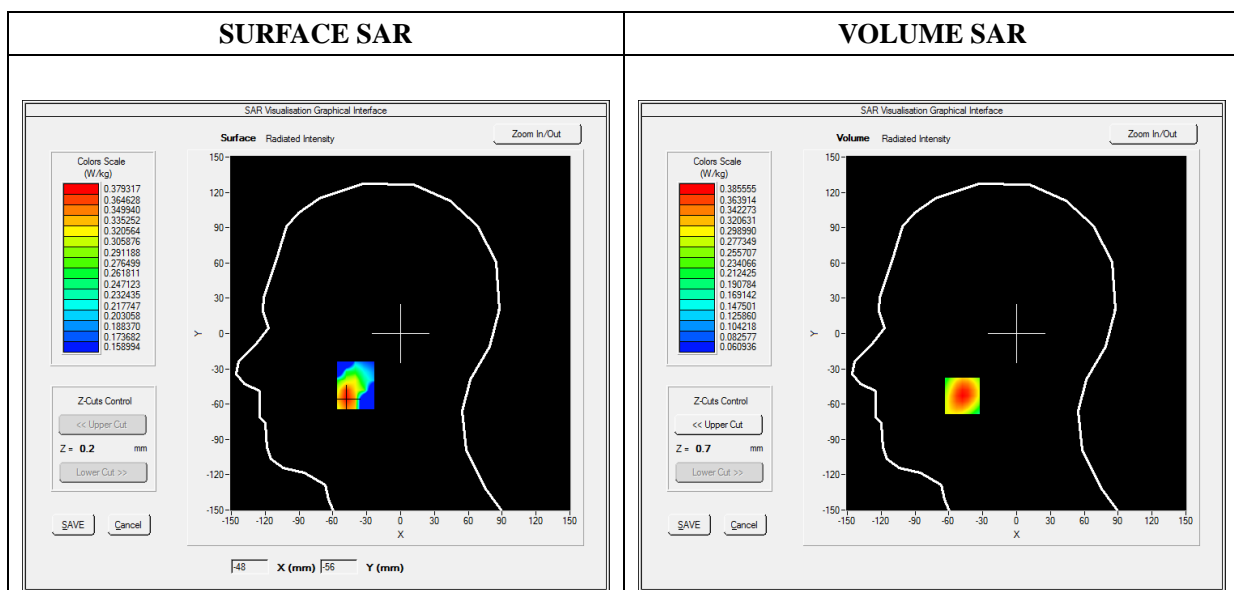 SURFACE SAR
VOLUME SAR
SAR Visualisation Graphical Interface
Surface Radiated Intensity
Zoom In/Out
Colors Scale
(W/kg)
0.379317
0.364628
0.349940
0.335252
0.320564
0.305876
0.291188
0.276499
0.261811
0.247123
0.232435
0.217747
0.203058
0.188370
0.173682
0.158994
Z-Cuts Control
<< Upper Cut
Z = 0.2 mm
Lower Cut >>
SAVE Cancel
150
120
90
60
30
0
-30
-60
-90
-120
-150
Y
-150 -120 -90 -60 -30 0 30 60 90 120 150
X
-48 X (mm) -56 Y (mm)
SAR Visualisation Graphical Interface
Volume Radiated Intensity
Zoom In/Out
Colors Scale
(W/kg)
0.385555
0.363914
0.342273
0.320631
0.298990
0.277349
0.255707
0.234066
0.212425
0.190784
0.169142
0.147501
0.125860
0.104218
0.082577
0.060936
Z-Cuts Control
<< Upper Cut
Z = 0.7 mm
Lower Cut >>
SAVE Cancel
150
120
90
60
30
0
-30
-60
-90
-120
-150
Y
-150 -120 -90 -60 -30 0 30 60 90 120 150
X